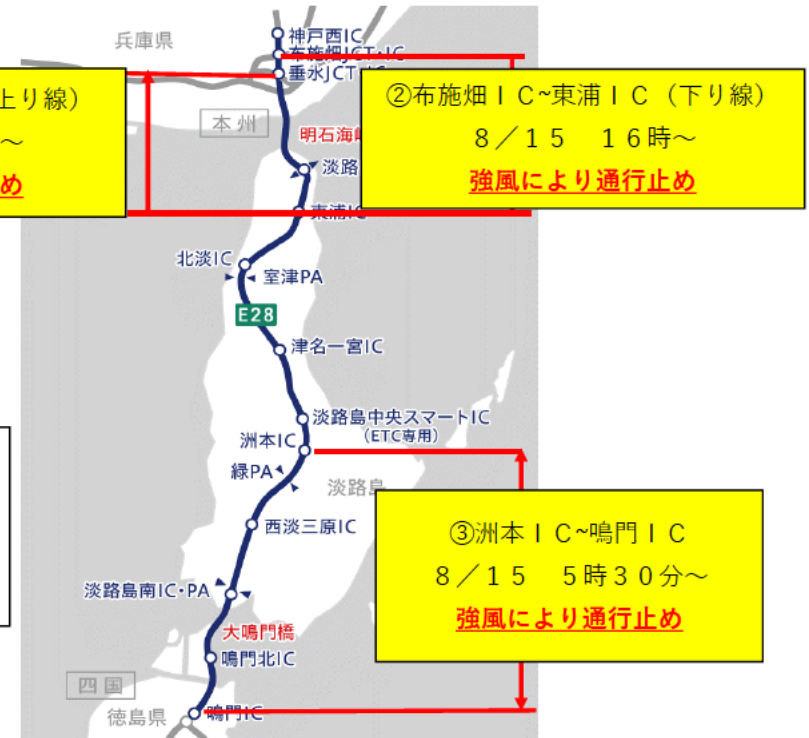 兵庫県
神戸西IC
布施畑JCT・IC
垂水JCT・IC
上り線）
～
め
②布施畑ＩＣ~東浦ＩＣ（下り線）
８／１５　１６時～
強風により通行止め
本州
明石海峡
淡路
東浦IC
北淡IC
室津PA
E28
津名一宮IC
淡路島中央スマートIC
（ETC専用）
洲本IC
緑PA
淡路島
西淡三原IC
③洲本ＩＣ~鳴門ＩＣ
８／１５　５時３０分～
強風により通行止め
淡路島南IC・PA
大鳴門橋
鳴門北IC
四国
徳島県
鳴門IC